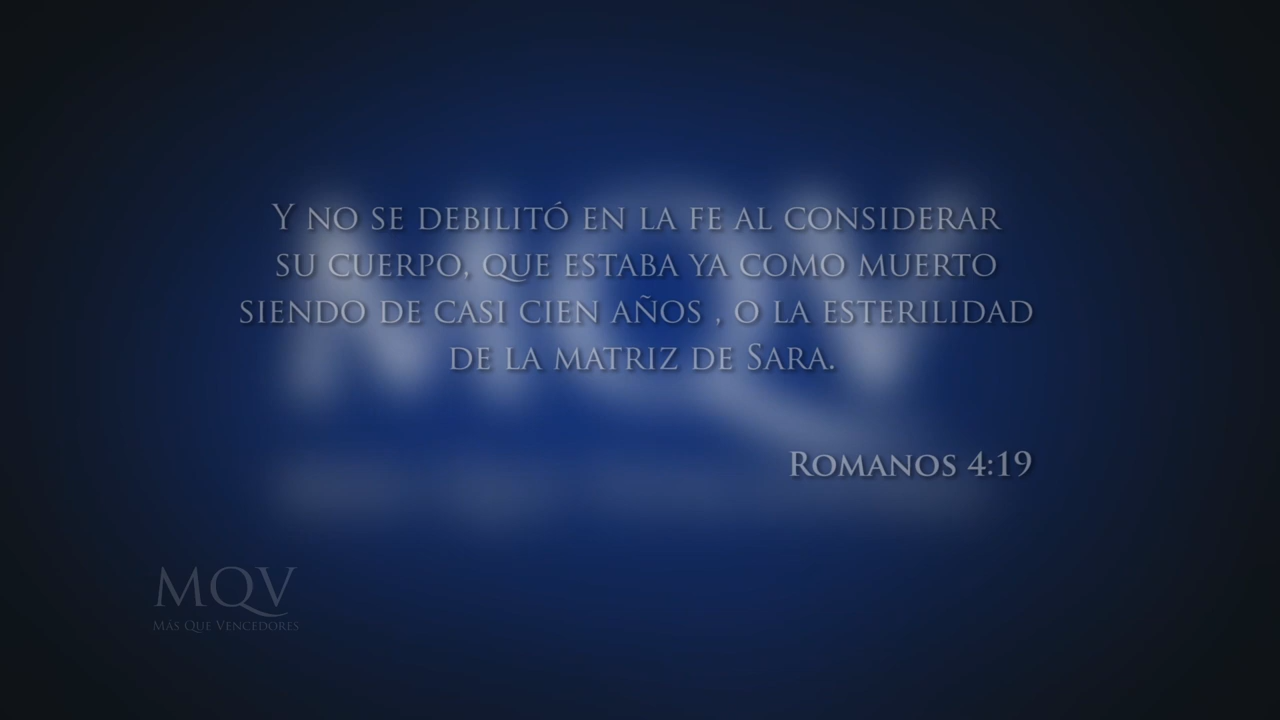 Y no se debilitó en la fe al considerar
su cuerpo, que estaba ya como muerto
siendo de casi cien años , o la esterilidad
de la matriz de Sara.
Romanos 4:19
MQV
Más Que Vencedores